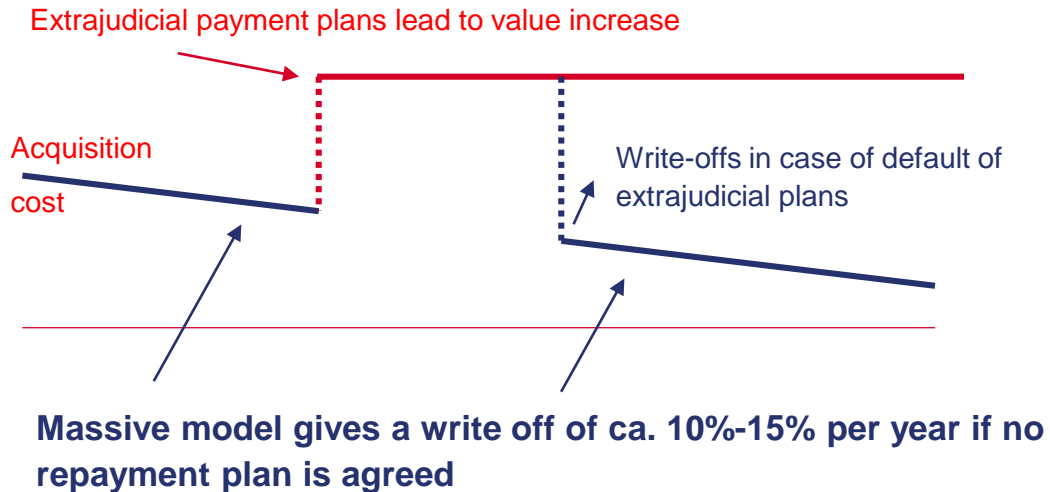 Extrajudicial payment plans lead to value increase
Acquisition
cost
Write-offs in case of default of
extrajudicial plans
Massive model gives a write off of ca. 10%-15% per year if no
repayment plan is agreed